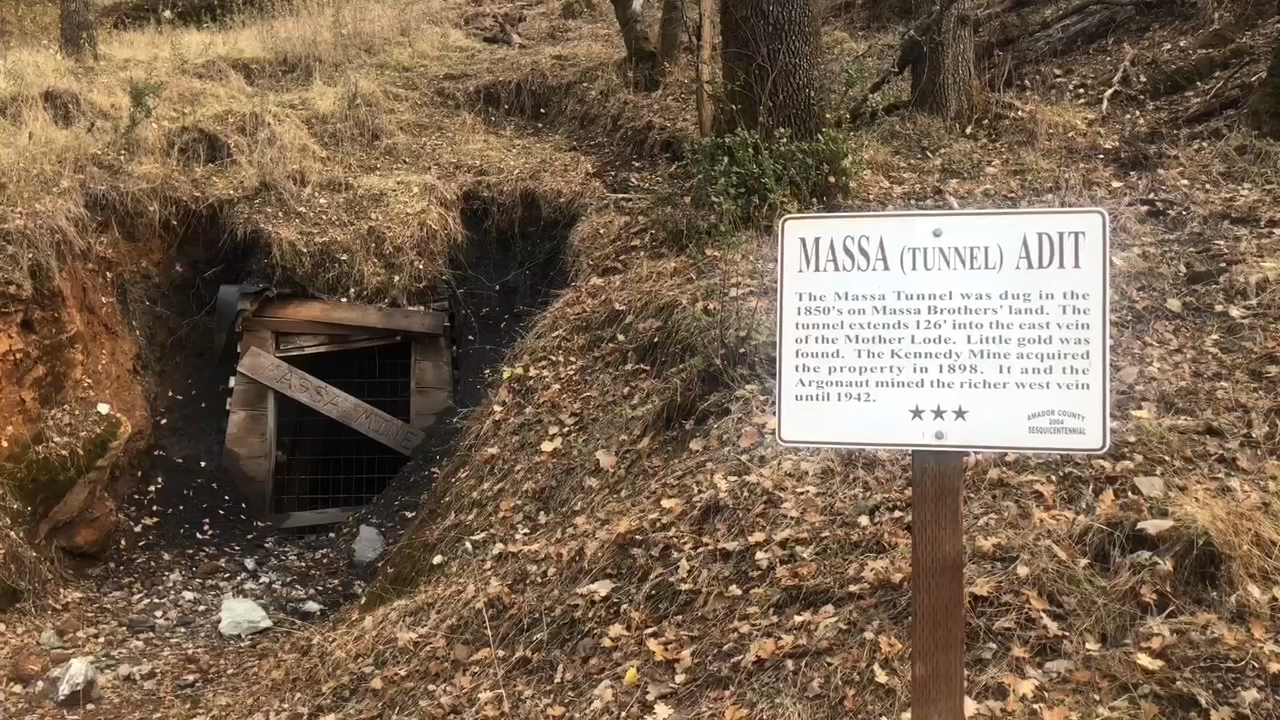 MASSA MINE
MASSA (TUNNEL) ADIT
The Massa Tunnel was dug in the
1850's on Massa Brothers' land. The
tunnel extends 126' into the east vein
of the Mother Lode. Little gold was
found. The Kennedy Mine acquired
the property in 1898. It and the
Argonaut mined the richer west vein
until 1942.
AMADOR COUNTY
2004
SESQUICENTENNIAL